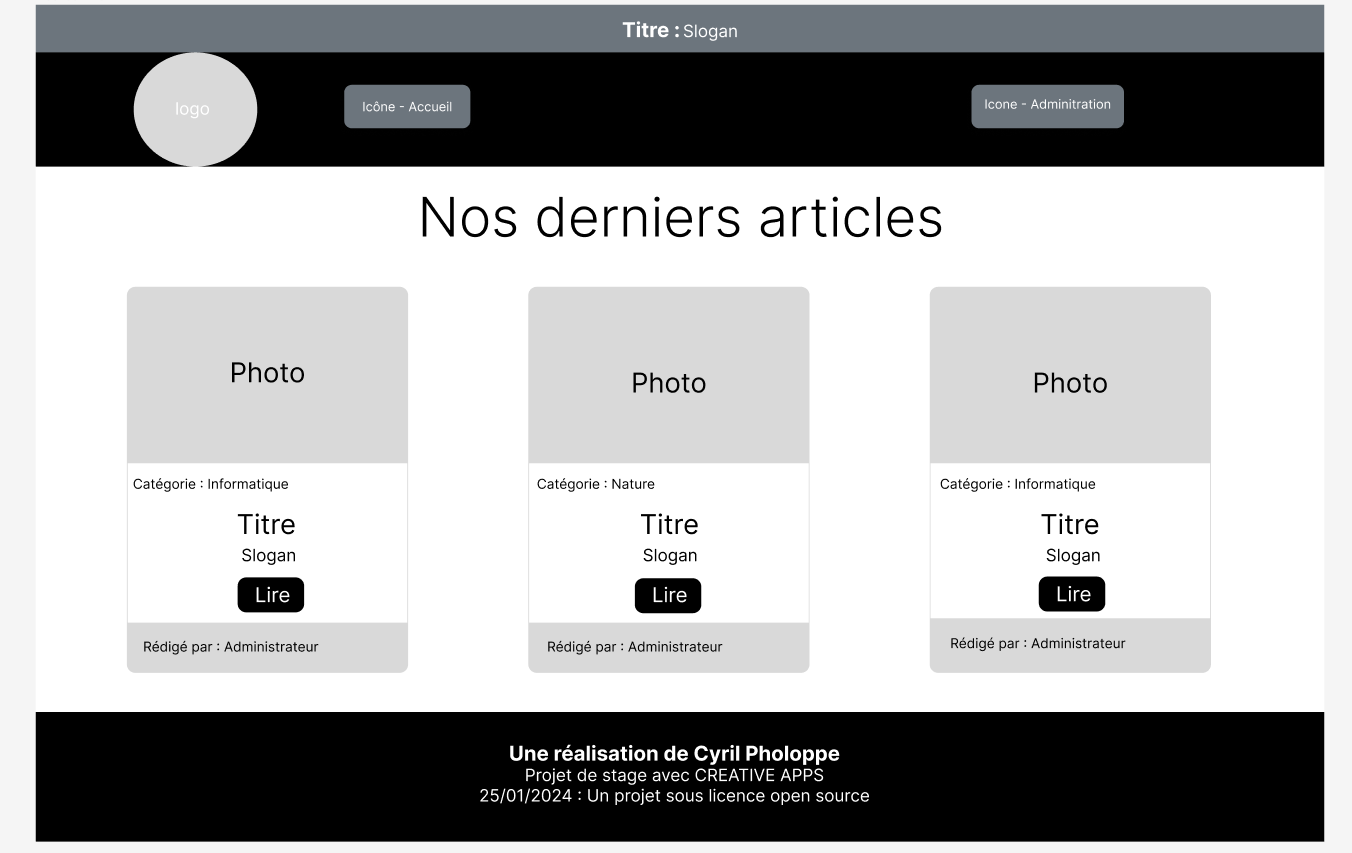 Titre : Slogan
logo
Icône - Accueil
Icone - Adminitration
Nos derniers articles
Photo
Catégorie : Informatique
Titre
Slogan
Lire
Rédigé par : Administrateur
Photo
Catégorie : Nature
Titre
Slogan
Lire
Rédigé par : Administrateur
Photo
Catégorie : Informatique
Titre
Slogan
Lire
Rédigé par : Administrateur
Une réalisation de Cyril Pholoppe
Projet de stage avec CREATIVE APPS
25/01/2024 : Un projet sous licence open source